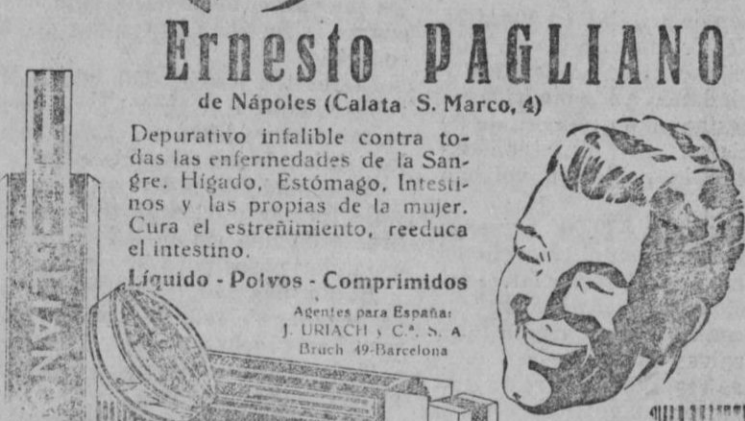 Ernesto PAGLIANO
de Nápoles (Calata S. Marco, 4)
Depurativo infalible contra to-
das las enfermedades de la San-
gre, Hígado, Estómago, Intesti-
nos y las propias de la mujer.
Cura el estreñimiento, reeduca
el intestino.
Líquido - Polvos - Comprimidos
Agentes para España:
J. URIACH y C.ª, S. A.
Bruch 49-Barcelona
LIANO